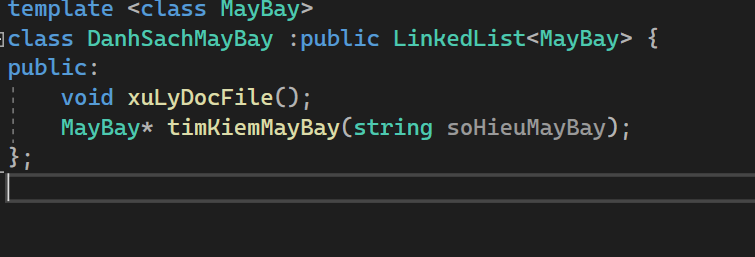 template <class MayBay>
class DanhSachMayBay :public LinkedList<MayBay> {
public:
    void xuLyDocFile();
    MayBay* timKiemMayBay(string soHieuMayBay);
};